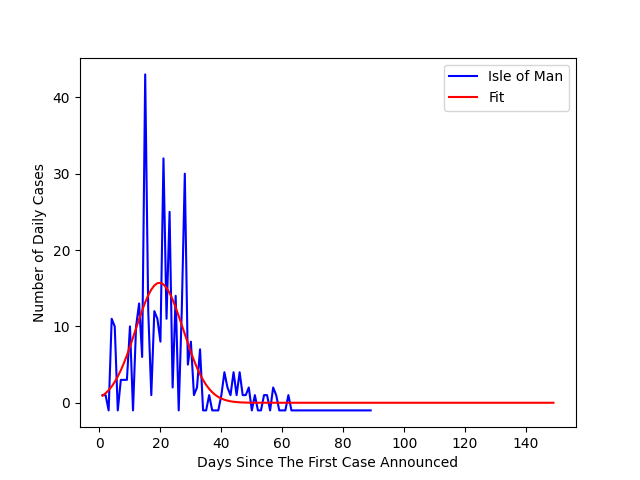 Isle of Man
Fit
40
30
20
10
0
Number of Daily Cases
0 20 40 60 80 100 120 140
Days Since The First Case Announced